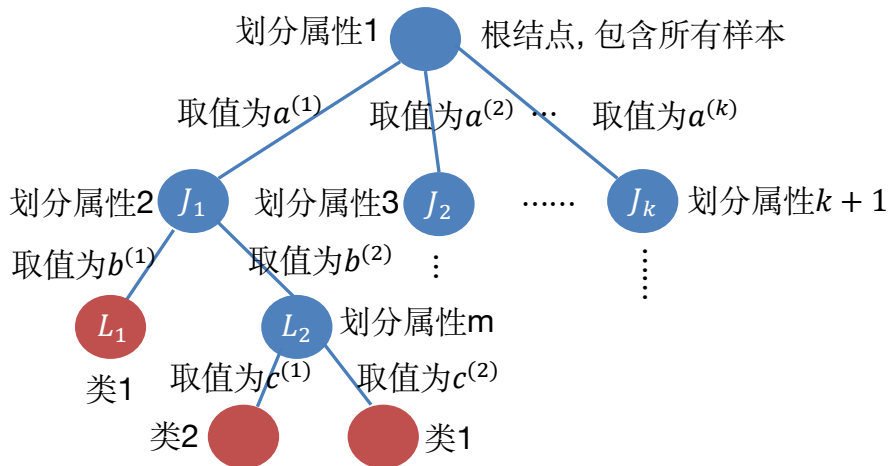 划分属性1
根结点, 包含所有样本
取值为a^(1)
取值为a^(2)
...
取值为a^(k)
划分属性2
J₁
划分属性3
J₂
......
Jₖ
划分属性k + 1
取值为b^(1)
取值为b^(2)
⋮
⋮
L₁
L₂
划分属性m
类1
取值为c^(1)
取值为c^(2)
类2
类1